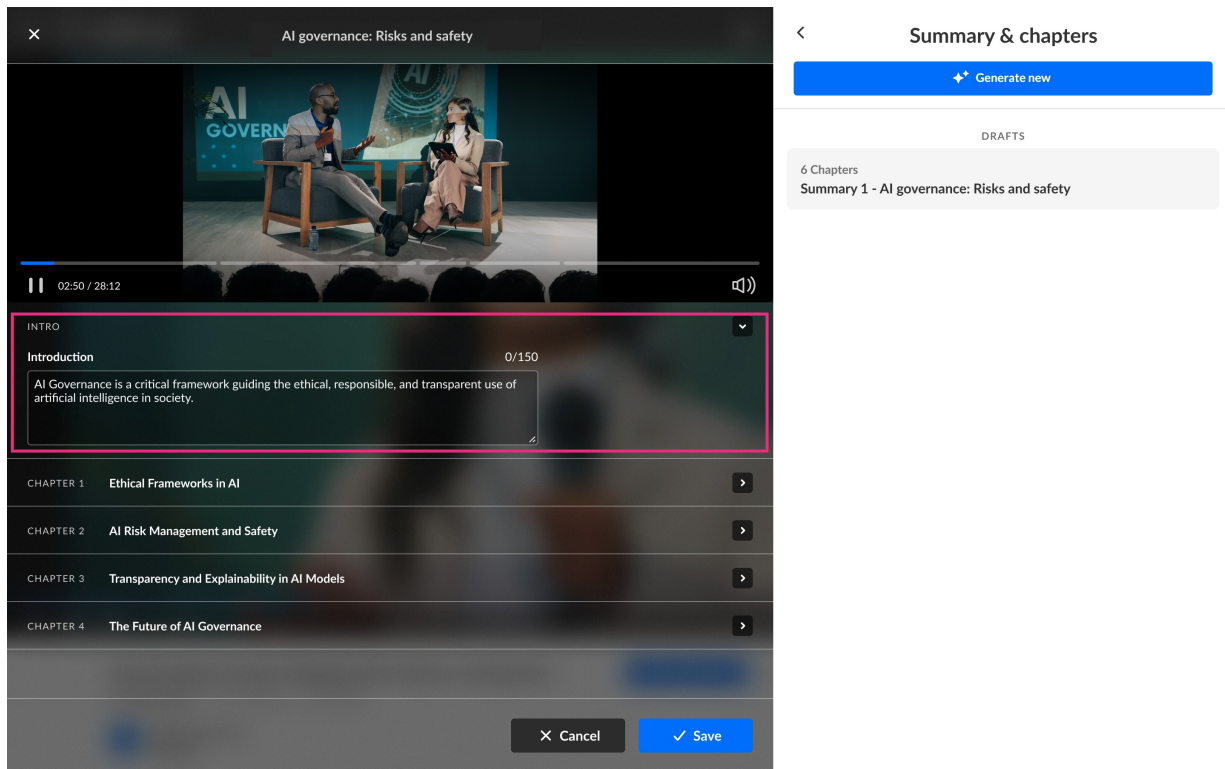 AI governance: Risks and safety
AI
GOVERN
AI
02:50 / 28:12
INTRO
Introduction
0/150
AI Governance is a critical framework guiding the ethical, responsible, and transparent use of
artificial intelligence in society.
CHAPTER 1 Ethical Frameworks in AI
CHAPTER 2 AI Risk Management and Safety
CHAPTER 3 Transparency and Explainability in AI Models
CHAPTER 4 The Future of AI Governance
Cancel
Save
Summary & chapters
Generate new
DRAFTS
6 Chapters
Summary 1 - AI governance: Risks and safety